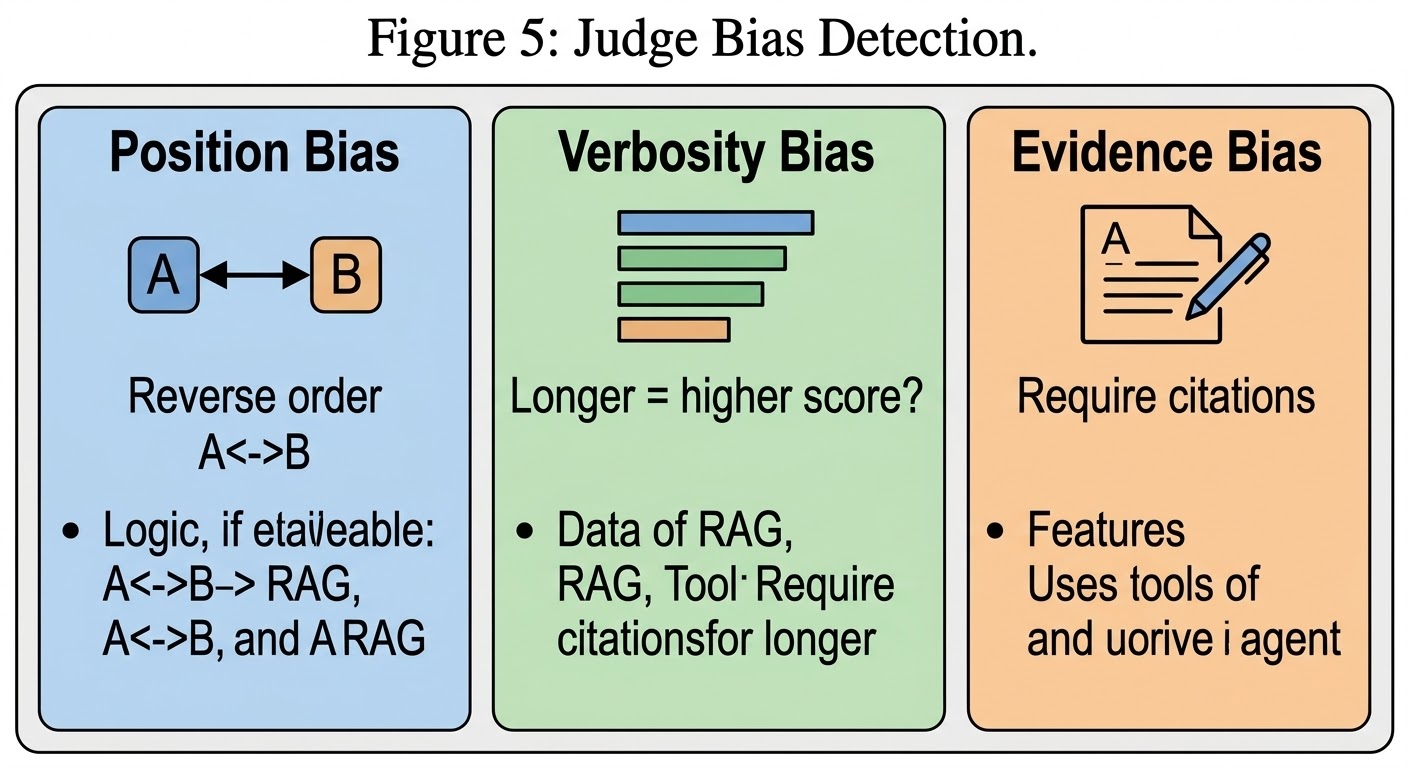 Figure 5: Judge Bias Detection.
Position Bias
A
B
Reverse order
A<->B
• Logic, if
A<->B–> RAG,
A<->B, and A RAG
Verbosity Bias
Longer = higher score?
• Data of RAG,
RAG, Tool· Require
citationsfor longer
Evidence Bias
A
Require citations
• Features
Uses tools of
and uorive i agent